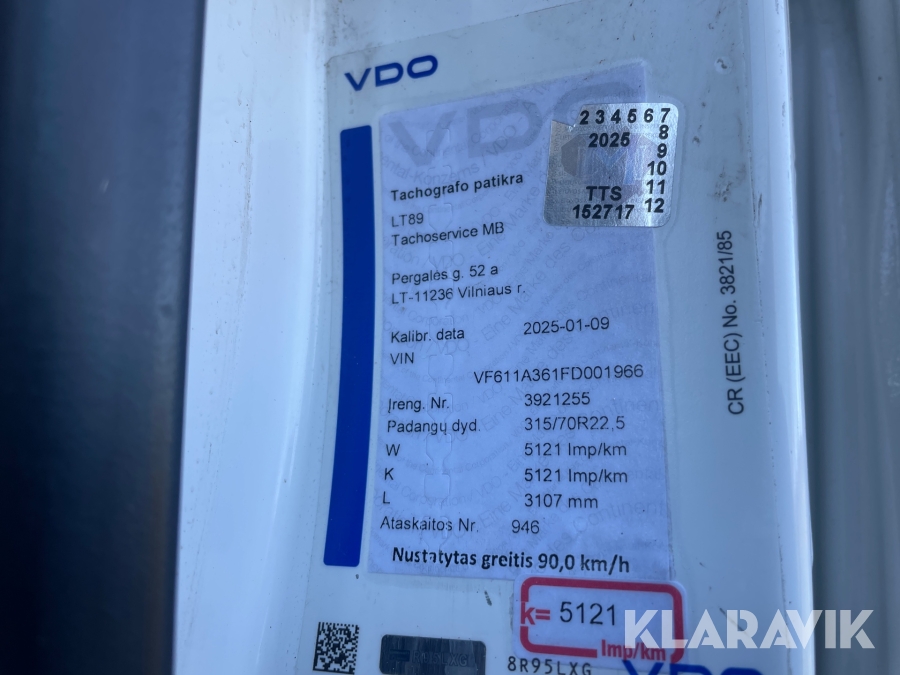 VDO
VDO
2 3 4 5 6 7
8
9
10
11
12
2025
TTS
152717
Tachografo patikra
LT89
Tachoservice MB
Pergalės g. 52 a
LT-11236 Vilniaus r.
Kalibr. data 2025-01-09
VIN
VF611A361FD001966
Įreng. Nr. 3921255
Padangų dyd. 315/70R22,5
W 5121 Imp/km
K 5121 Imp/km
L 3107 mm
Ataskaitos Nr. 946
Nustatytas greitis 90,0 km/h
k= 5121
Imp/km
CR (EEC) No. 3821/85
8R95LXG
VDO
KLARAVIK